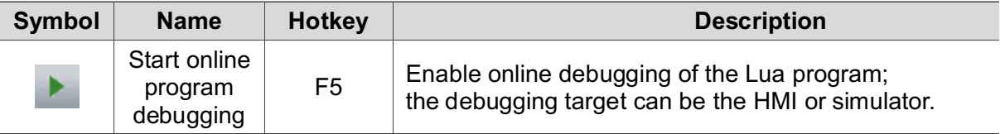 Symbol Name Hotkey Description
Start online
program
debugging
F5
Enable online debugging of the Lua program;
the debugging target can be the HMI or simulator.